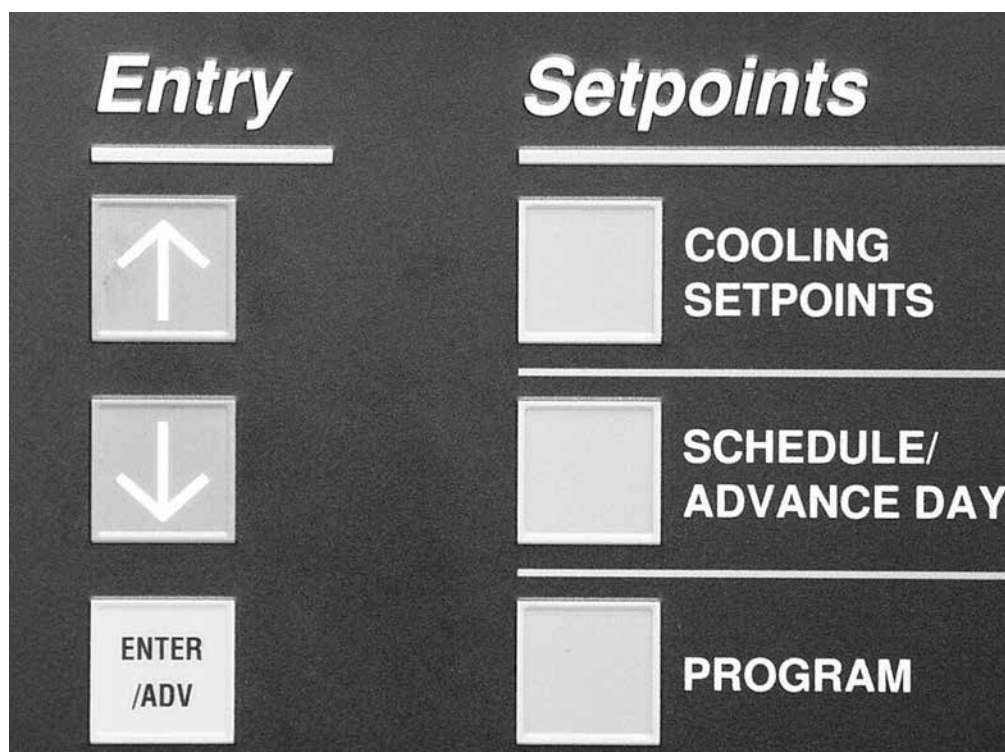 Entry
Setpoints
COOLING
SETPOINTS
SCHEDULE/
ADVANCE DAY
ENTER
/ADV
PROGRAM